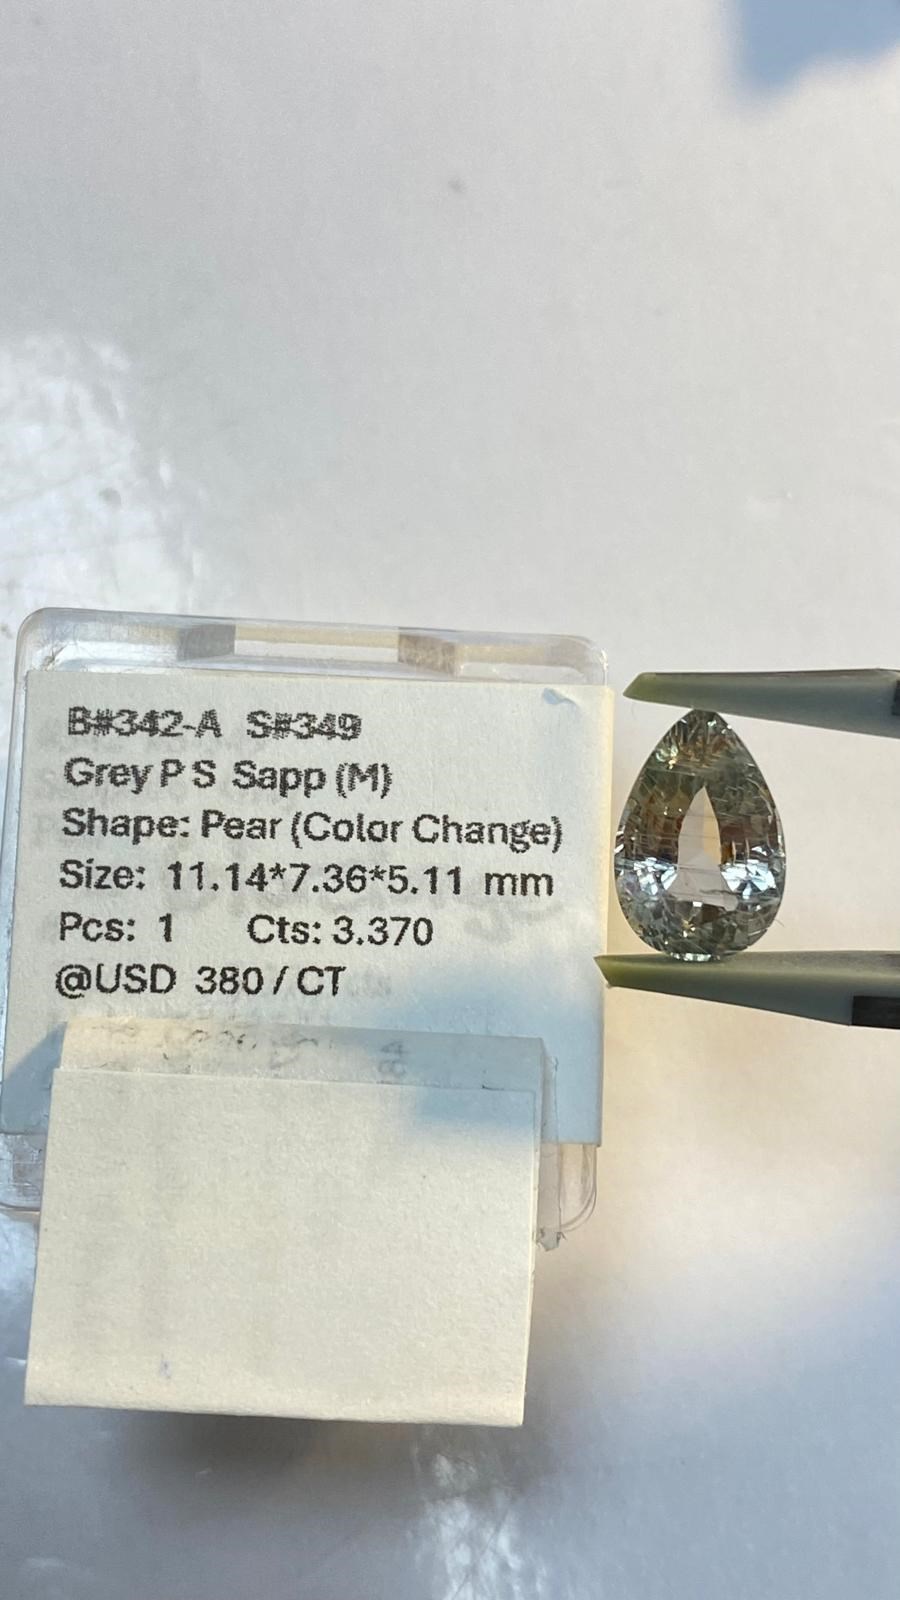 B#342-A S#349
Grey P S Sapp (M)
Shape: Pear (Color Change)
Size: 11.14*7.36*5.11 mm
Pcs: 1 Cts: 3.370
@USD 380 / CT